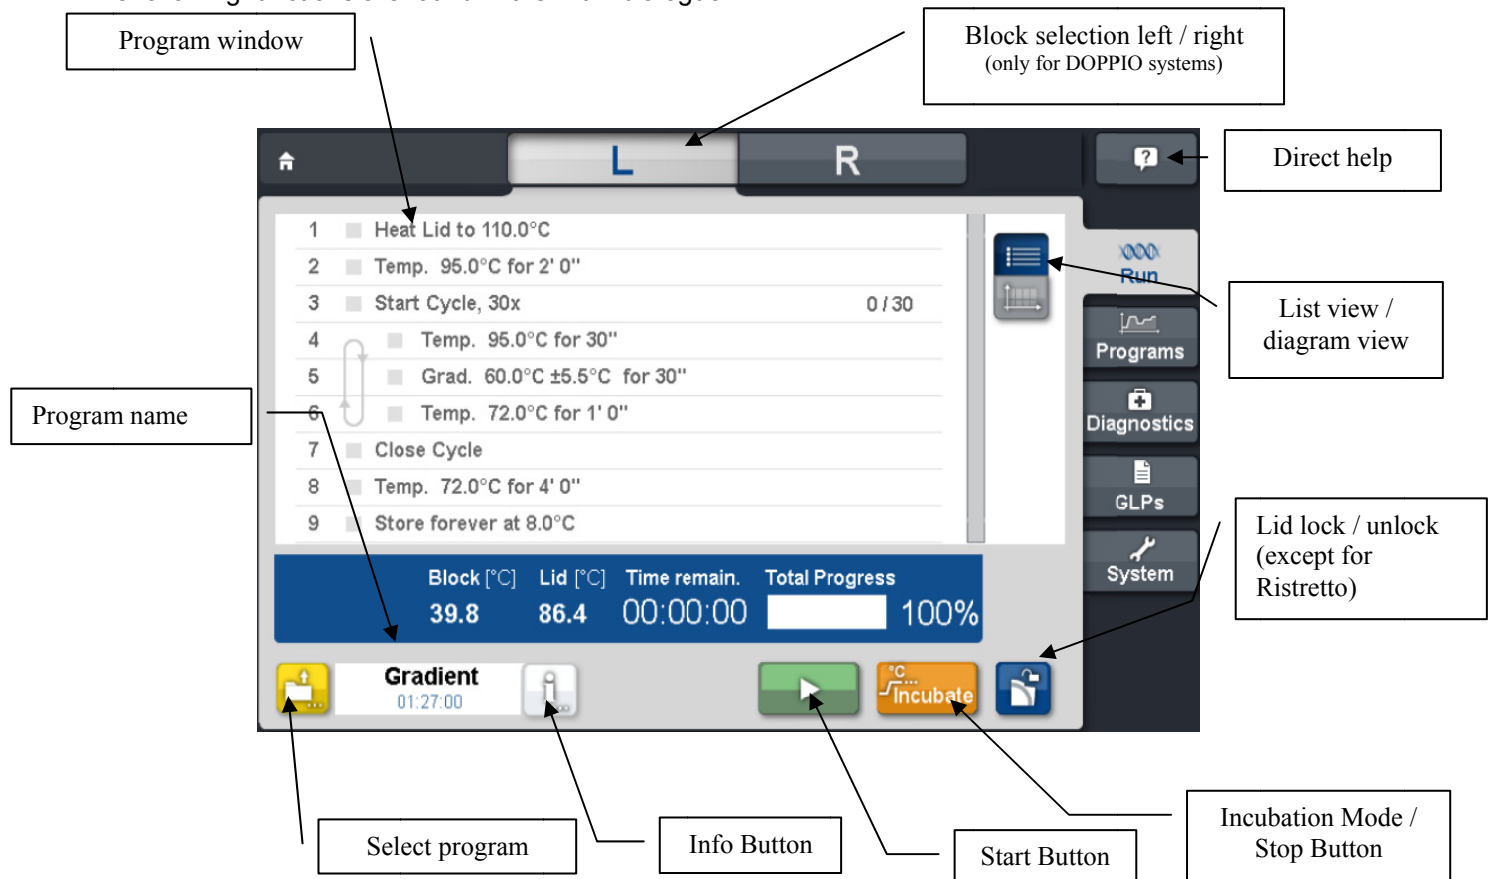 Program window
Block selection left / right
(only for DOPPIO systems)
L
R
?
Direct help
1 Heat Lid to 110.0°C
2 Temp. 95.0°C for 2' 0"
3 Start Cycle, 30x 0 / 30
4 Temp. 95.0°C for 30"
5 Grad. 60.0°C ±5.5°C for 30"
6 Temp. 72.0°C for 1' 0"
7 Close Cycle
8 Temp. 72.0°C for 4' 0"
9 Store forever at 8.0°C
Run
Programs
Diagnostics
GLPs
System
List view /
diagram view
Program name
Lid lock / unlock
(except for
Ristretto)
Block [°C] Lid [°C] Time remain. Total Progress
39.8 86.4 00:00:00 100%
Gradient
01:27:00
i...
°C...
Incubate
Select program
Info Button
Start Button
Incubation Mode /
Stop Button